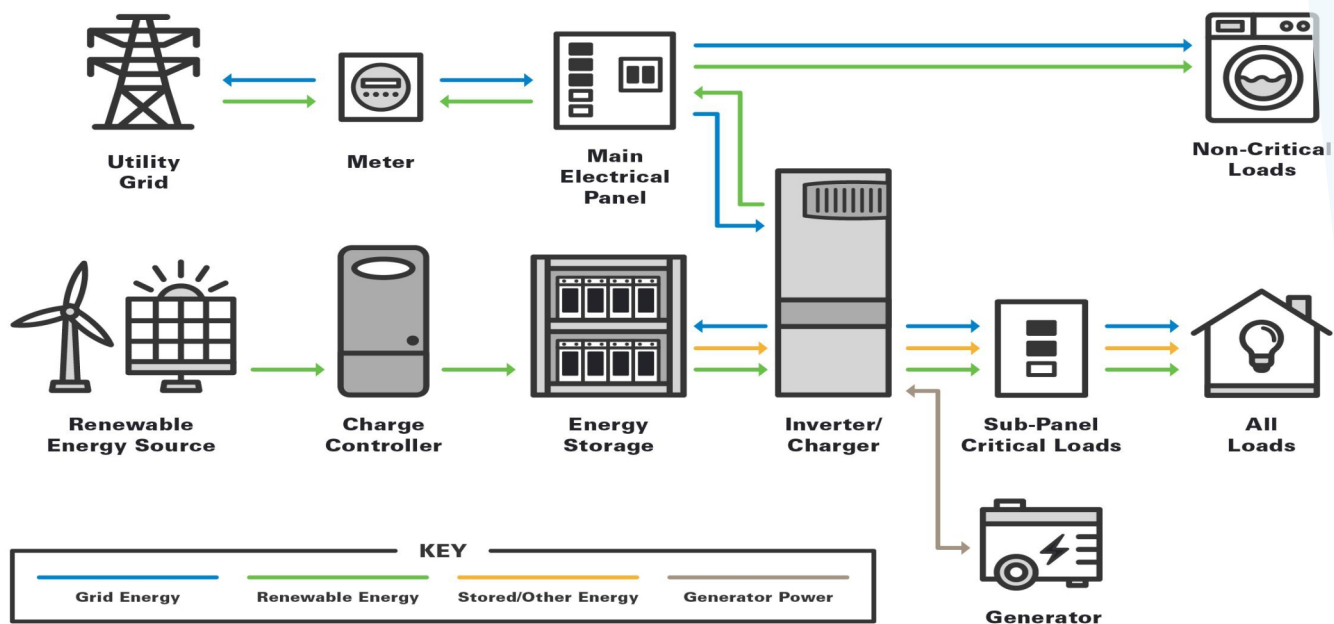 Utility
Grid
Meter
Main
Electrical
Panel
Non-Critical
Loads
Renewable
Energy Source
Charge
Controller
Energy
Storage
Inverter/
Charger
Sub-Panel
Critical Loads
All
Loads
Generator
KEY
Grid Energy
Renewable Energy
Stored/Other Energy
Generator Power